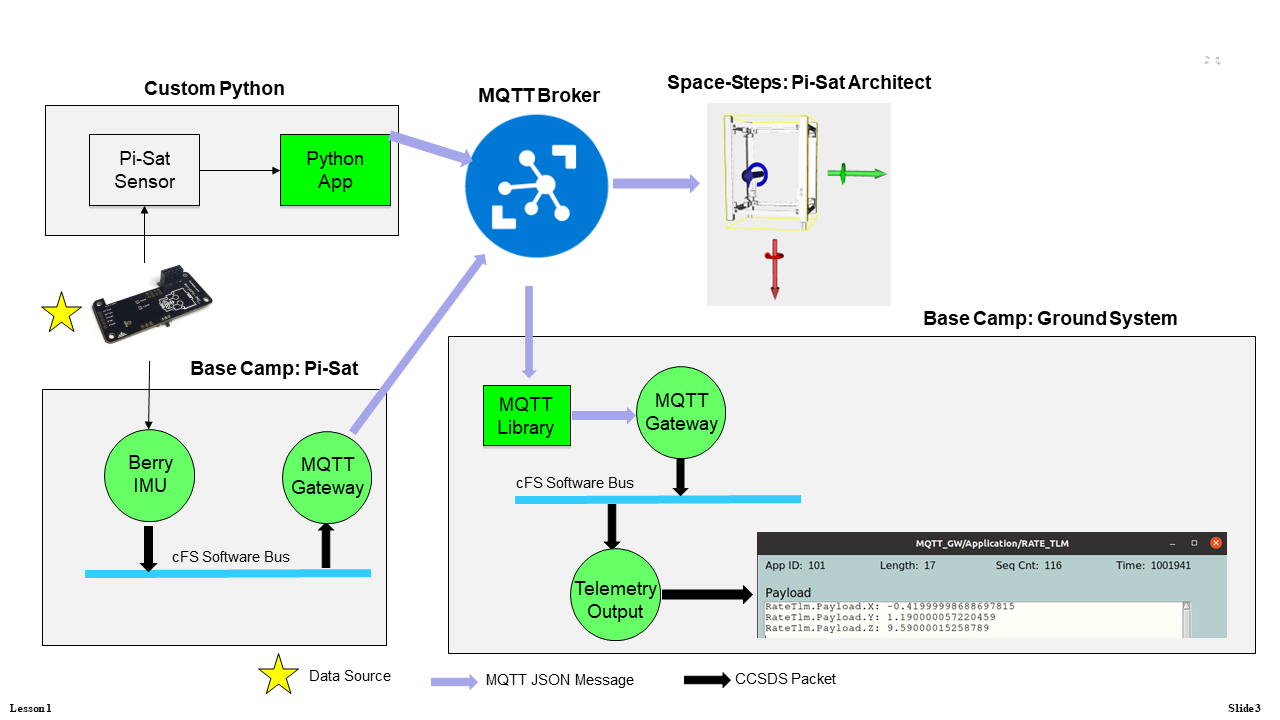 Custom Python
Pi-Sat
Sensor
Python
App
MQTT Broker
Space-Steps: Pi-Sat Architect
Base Camp: Pi-Sat
Berry
IMU
MQTT
Gateway
cFS Software Bus
Base Camp: Ground System
MQTT
Library
MQTT
Gateway
cFS Software Bus
Telemetry
Output
MQTT_GW/Application/RATE_TLM
App ID: 101 Length: 17 Seq Cnt: 116 Time: 1001941
Payload
RateTlm.Payload.X: -0.41999998688697815
RateTlm.Payload.Y: 1.190000057220459
RateTlm.Payload.Z: 9.59000015258789
Data Source
MQTT JSON Message
CCSDS Packet
Lesson 1
Slide 3